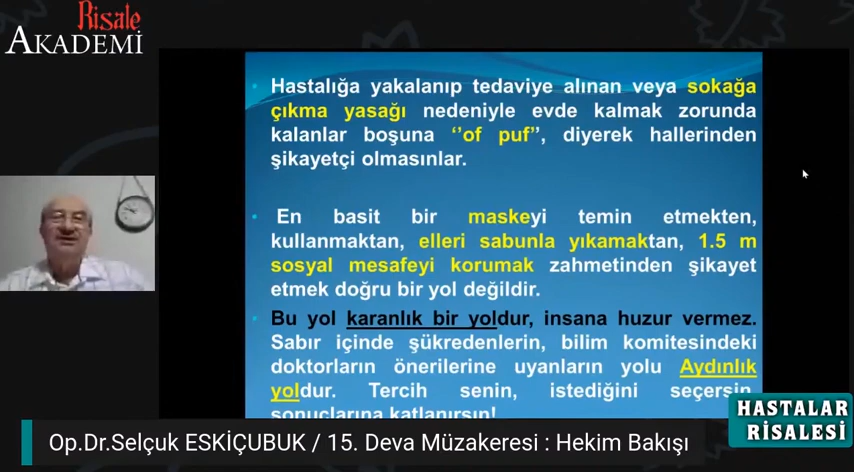 Risale
AKADEMİ
• Hastalığa yakalanıp tedaviye alınan veya sokağa
çıkma yasağı nedeniyle evde kalmak zorunda
kalanlar boşuna ‘’of puf’’, diyerek hallerinden
şikayetçi olmasınlar.
• En basit bir maskeyi temin etmekten,
kullanmaktan, elleri sabunla yıkamaktan, 1.5 m
sosyal mesafeyi korumak zahmetinden şikayet
etmek doğru bir yol değildir.
• Bu yol karanlık bir yoldur, insana huzur vermez.
Sabır içinde şükredenlerin, bilim komitesindeki
doktorların önerilerine uyanların yolu Aydınlık
yoldur. Tercih senin, istediğini seçersin,
sonuçlarına katlanırsın!
HASTALAR
RİSALESİ
Op.Dr.Selçuk ESKİÇUBUK / 15. Deva Müzakeresi : Hekim Bakışı